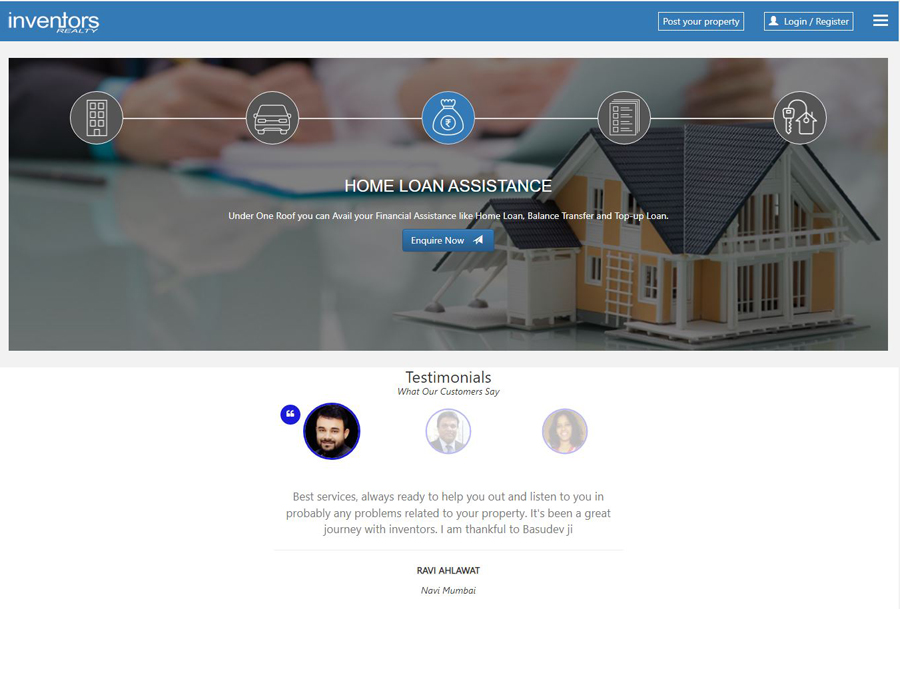 inventors
REALTY
Post your property
Login / Register
₹
HOME LOAN ASSISTANCE
Under One Roof you can Avail your Financial Assistance like Home Loan, Balance Transfer and Top-up Loan.
Enquire Now
Testimonials
What Our Customers Say
Best services, always ready to help you out and listen to you in
probably any problems related to your property. It's been a great
journey with inventors. I am thankful to Basudev ji
RAVI AHLAWAT
Navi Mumbai